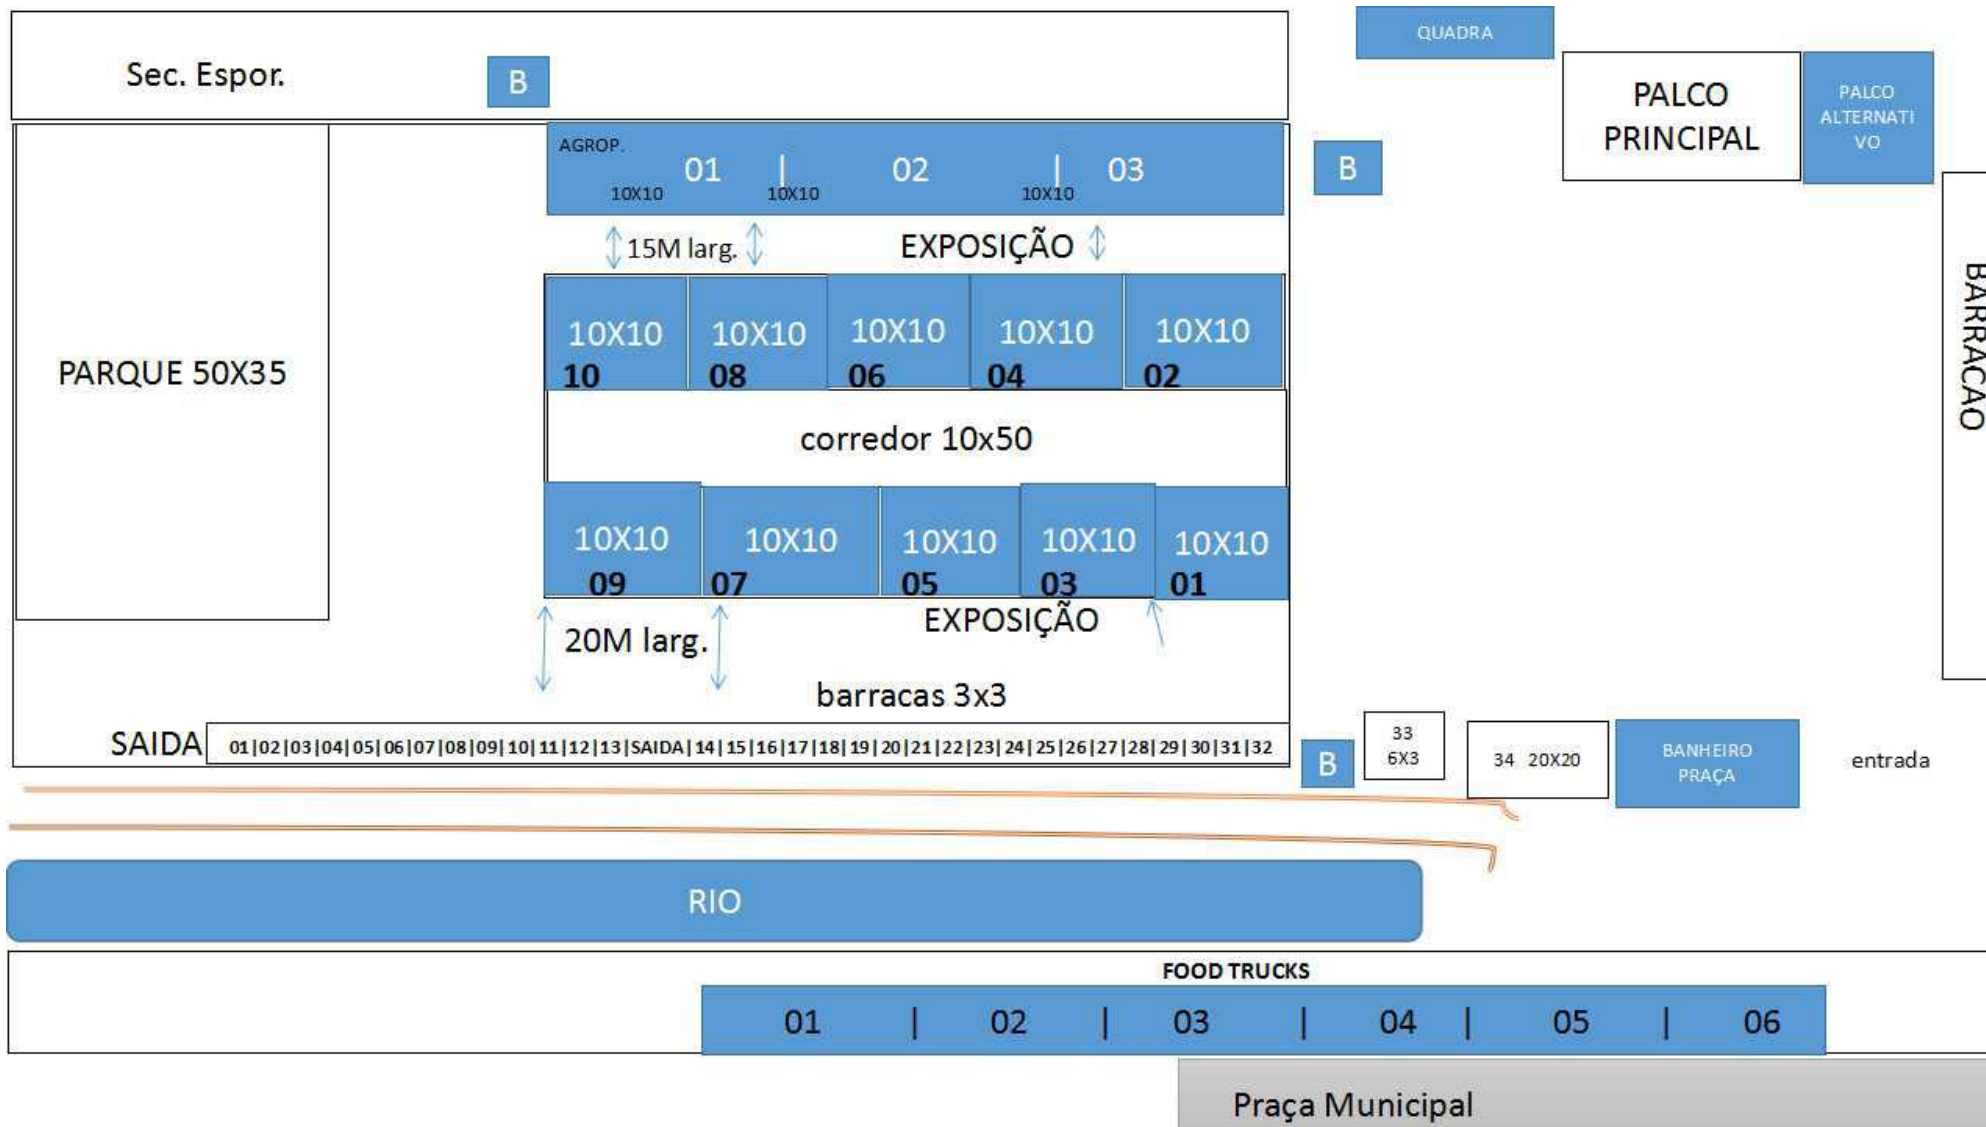 QUADRA
Sec. Espor.
B
PALCO
PRINCIPAL
PALCO
ALTERNATI
VO
AGROP.
01 | 02 | 03
10X10 10X10 10X10
B
15M larg.
EXPOSIÇÃO
BARRACAO
10X10 10X10 10X10 10X10 10X10
10 08 06 04 02
PARQUE 50X35
corredor 10x50
10X10 10X10 10X10 10X10 10X10
09 07 05 03 01
20M larg.
EXPOSIÇÃO
barracas 3x3
SAIDA
01|02|03|04|05|06|07|08|09|10|11|12|13|SAIDA|14|15|16|17|18|19|20|21|22|23|24|25|26|27|28|29|30|31|32
B
33
6X3
34 20X20
BANHEIRO
PRAÇA
entrada
RIO
FOOD TRUCKS
01 | 02 | 03 | 04 | 05 | 06
Praça Municipal